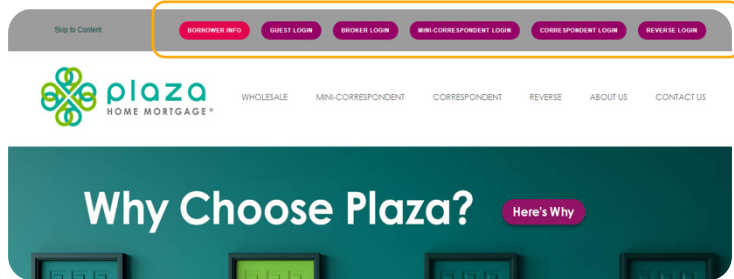 Skip to Content
BORROWER INFO
GUEST LOGIN
BROKER LOGIN
MINI-CORRESPONDENT LOGIN
CORRESPONDENT LOGIN
REVERSE LOGIN
plaza
HOME MORTGAGE®
WHOLESALE
MINI-CORRESPONDENT
CORRESPONDENT
REVERSE
ABOUT US
CONTACT US
Why Choose Plaza?
Here's Why